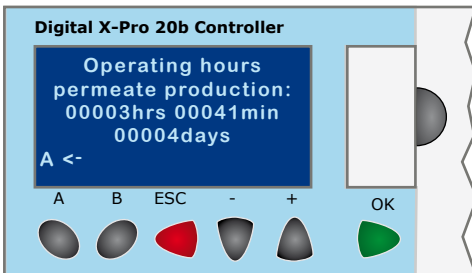 Digital X-Pro 20b Controller
Operating hours
permeate production:
00003hrs 00041min
00004days
A <-
A B ESC - + OK